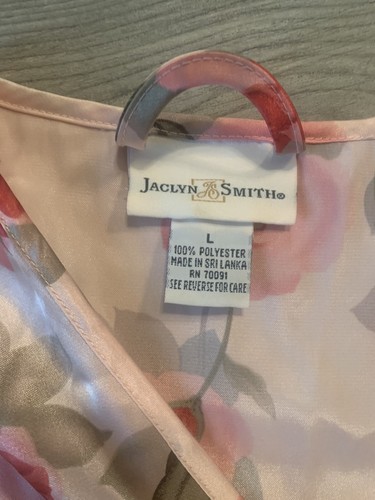 JACLYN JS SMITH®
L
100% POLYESTER
MADE IN SRI LANKA
RN 70091
SEE REVERSE FOR CARE